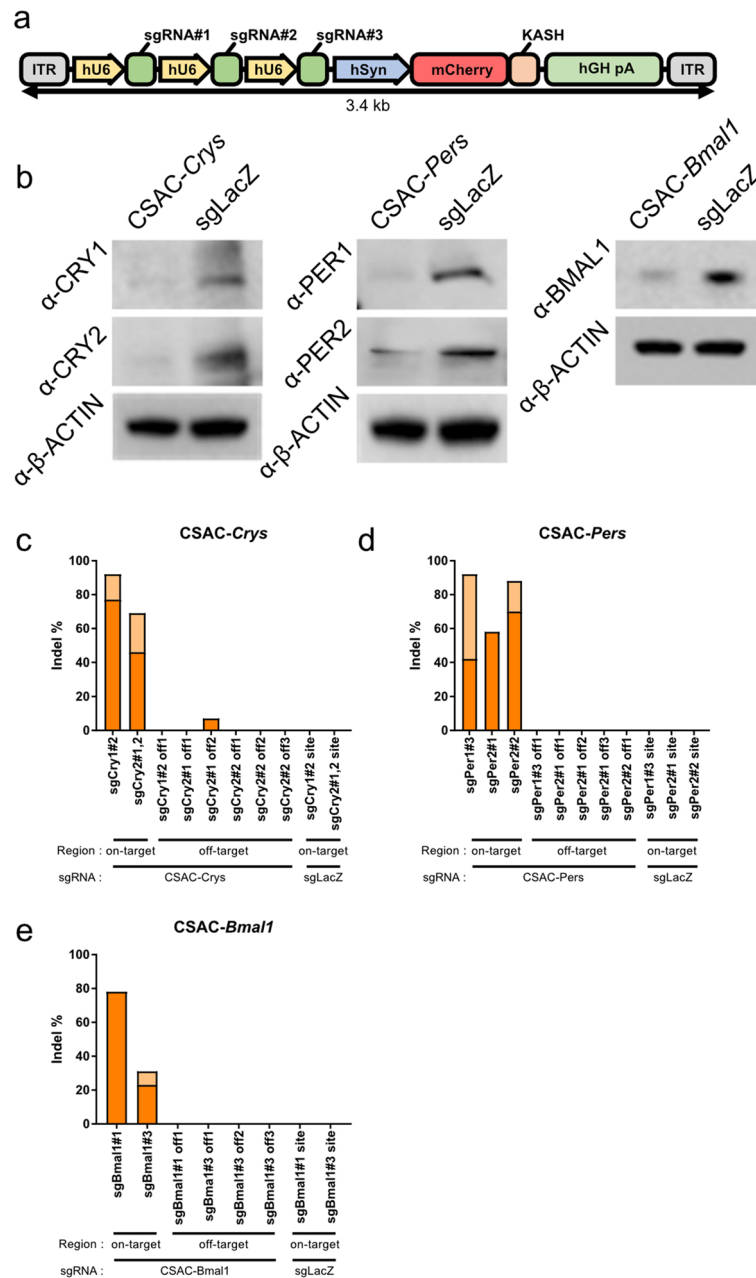 a
sgRNA#1 sgRNA#2 sgRNA#3 KASH
ITR hU6 hU6 hU6 hSyn mCherry hGH pA ITR
3.4 kb
b
CSAC-Crys sgLacZ
α-CRY1
α-CRY2
α-β-ACTIN
CSAC-Pers sgLacZ
α-PER1
α-PER2
α-β-ACTIN
CSAC-Bmal1 sgLacZ
α-BMAL1
α-β-ACTIN
c
CSAC-Crys
Indel %
100
80
60
40
20
0
sgCry1#2
sgCry2#1,2
sgCry1#2 off1
sgCry2#1 off1
sgCry2#1 off2
sgCry2#2 off1
sgCry2#2 off2
sgCry2#2 off3
sgCry1#2 site
sgCry2#1,2 site
Region : on-target off-target on-target
sgRNA : CSAC-Crys sgLacZ
d
CSAC-Pers
Indel %
100
80
60
40
20
0
sgPer1#3
sgPer2#1
sgPer2#2
sgPer1#3 off1
sgPer2#1 off1
sgPer2#1 off2
sgPer2#1 off3
sgPer2#2 off1
sgPer1#3 site
sgPer2#1 site
sgPer2#2 site
Region : on-target off-target on-target
sgRNA : CSAC-Pers sgLacZ
e
CSAC-Bmal1
Indel %
100
80
60
40
20
0
sgBmal1#1
sgBmal1#3
sgBmal1#1 off1
sgBma1#3 off1
sgBmal1#3 off2
sgBmal1#3 off3
sgBmal1#1 site
sgBmal1#3 site
Region : on-target off-target on-target
sgRNA : CSAC-Bmal1 sgLacZ